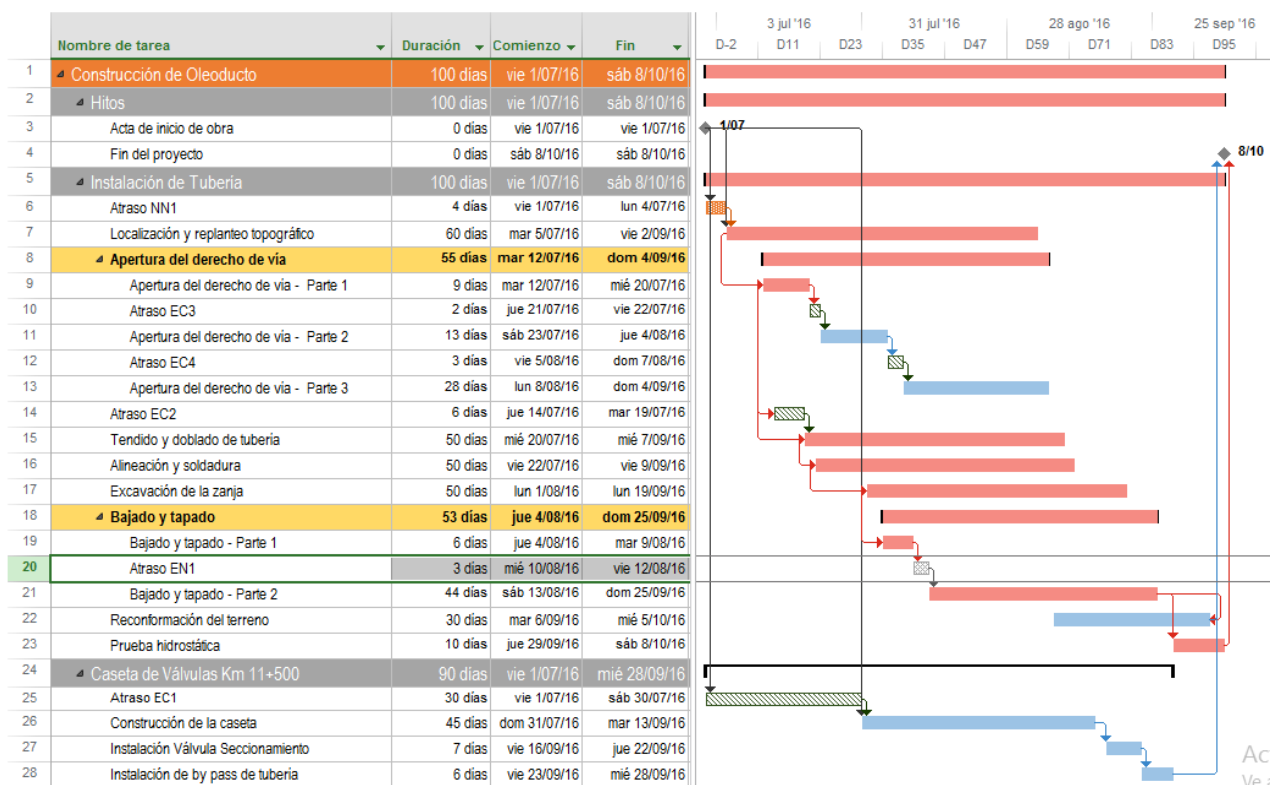 3 jul '16 31 jul '16 28 ago '16 25 sep '16
Nombre de tarea Duración Comienzo Fin D-2 D11 D23 D35 D47 D59 D71 D83 D95
1 Construcción de Oleoducto 100 días vie 1/07/16 sáb 8/10/16
2 Hitos 100 días vie 1/07/16 sáb 8/10/16
3 Acta de inicio de obra 0 días vie 1/07/16 vie 1/07/16 1/07
4 Fin del proyecto 0 días sáb 8/10/16 sáb 8/10/16 8/10
5 Instalación de Tubería 100 días vie 1/07/16 sáb 8/10/16
6 Atraso NN1 4 días vie 1/07/16 lun 4/07/16
7 Localización y replanteo topográfico 60 días mar 5/07/16 vie 2/09/16
8 Apertura del derecho de vía 55 días mar 12/07/16 dom 4/09/16
9 Apertura del derecho de vía - Parte 1 9 días mar 12/07/16 mié 20/07/16
10 Atraso EC3 2 días jue 21/07/16 vie 22/07/16
11 Apertura del derecho de vía - Parte 2 13 días sáb 23/07/16 jue 4/08/16
12 Atraso EC4 3 días vie 5/08/16 dom 7/08/16
13 Apertura del derecho de vía - Parte 3 28 días lun 8/08/16 dom 4/09/16
14 Atraso EC2 6 días jue 14/07/16 mar 19/07/16
15 Tendido y doblado de tubería 50 días mié 20/07/16 mié 7/09/16
16 Alineación y soldadura 50 días vie 22/07/16 vie 9/09/16
17 Excavación de la zanja 50 días lun 1/08/16 lun 19/09/16
18 Bajado y tapado 53 días jue 4/08/16 dom 25/09/16
19 Bajado y tapado - Parte 1 6 días jue 4/08/16 mar 9/08/16
20 Atraso EN1 3 días mié 10/08/16 vie 12/08/16
21 Bajado y tapado - Parte 2 44 días sáb 13/08/16 dom 25/09/16
22 Reconformación del terreno 30 días mar 6/09/16 mié 5/10/16
23 Prueba hidrostática 10 días jue 29/09/16 sáb 8/10/16
24 Caseta de Válvulas Km 11+500 90 días vie 1/07/16 mié 28/09/16
25 Atraso EC1 30 días vie 1/07/16 sáb 30/07/16
26 Construcción de la caseta 45 días dom 31/07/16 mar 13/09/16
27 Instalación Válvula Seccionamiento 7 días vie 16/09/16 jue 22/09/16
28 Instalación de by pass de tubería 6 días vie 23/09/16 mié 28/09/16